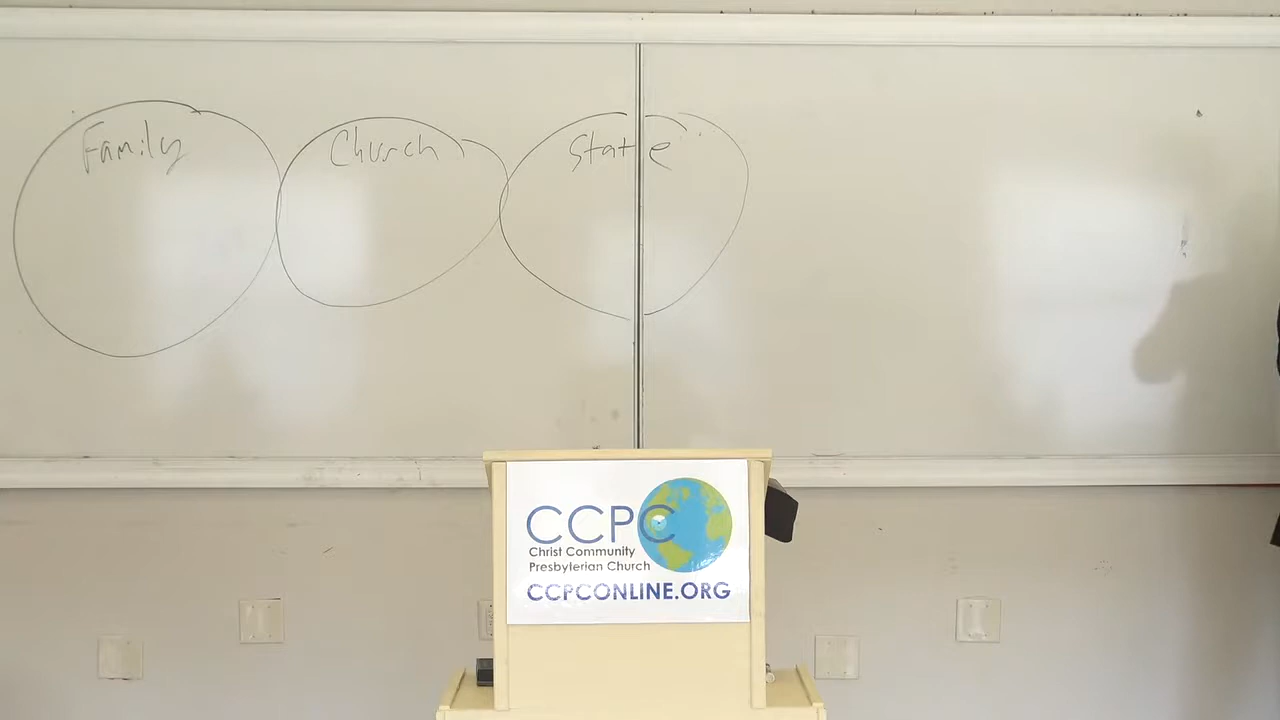 Family
Church
State
CCPC
Christ Community
Presbyterian Church
CCPCONLINE.ORG